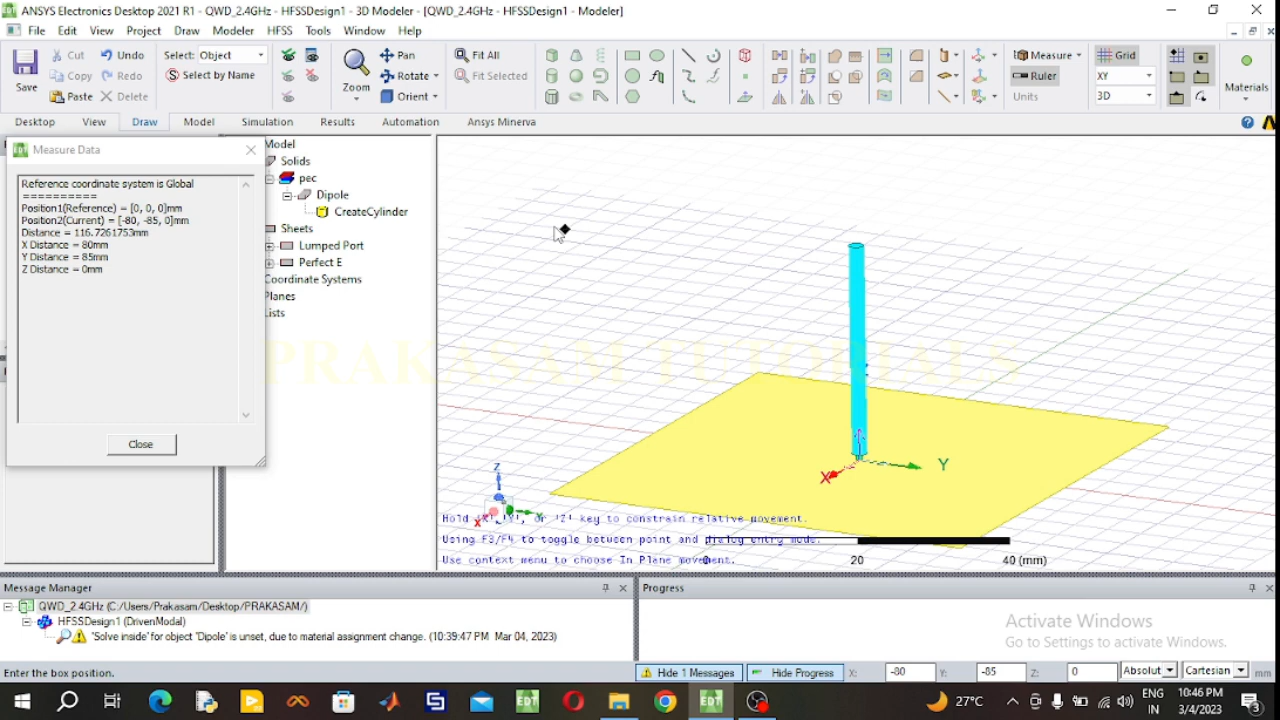 ANSYS Electronics Desktop 2021 R1 - QWD_2.4GHz - HFSSDesign1 - 3D Modeler - [QWD_2.4GHz - HFSSDesign1 - Modeler]
File Edit View Project Draw Modeler HFSS Tools Window Help
Save
Cut Copy Paste
Undo Redo Delete
Select: Object
Select by Name
Zoom
Pan Rotate Orient
Fit All Fit Selected
Measure Ruler Units
Grid XY 3D
Materials
Desktop View Draw Model Simulation Results Automation Ansys Minerva
EDT Measure Data
Reference coordinate system is Global
==========
Position1(Reference) = [0, 0, 0]mm
Position2(Current) = [-80, -85, 0]mm
Distance = 116.7261753mm
X Distance = 80mm
Y Distance = 85mm
Z Distance = 0mm
Close
Model
Solids
pec
Dipole
CreateCylinder
Sheets
Lumped Port
Perfect E
Coordinate Systems
Planes
Lists
PRAKASAM TUTORIALS
X Y
Z
X
Hold 'X', 'Y', or 'Z' key to constrain relative movement.
Using F3/F4 to toggle between point and dialog entry mode.
Use context menu to choose In Plane movement.
0 20 40 (mm)
Message Manager
QWD_2.4GHz (C:/Users/Prakasam/Desktop/PRAKASAM/)
HFSSDesign1 (DrivenModal)
'Solve inside' for object 'Dipole' is unset, due to material assignment change. (10:39:47 PM Mar 04, 2023)
Progress
Activate Windows
Go to Settings to activate Windows.
Enter the box position.
Hide 1 Messages Hide Progress X: -80 Y: -85 Z: 0 Absolut Cartesian mm
EDT EDT
27°C
ENG
IN
10:46 PM
3/4/2023
3